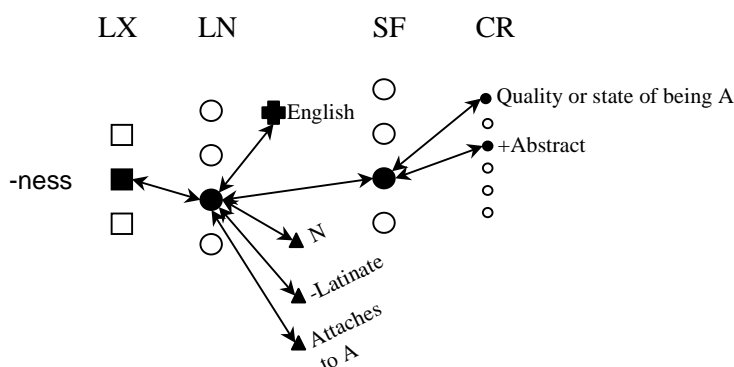 LX LN SF CR
English
Quality or state of being A
+Abstract
-ness
N
-Latinate
Attaches
to A